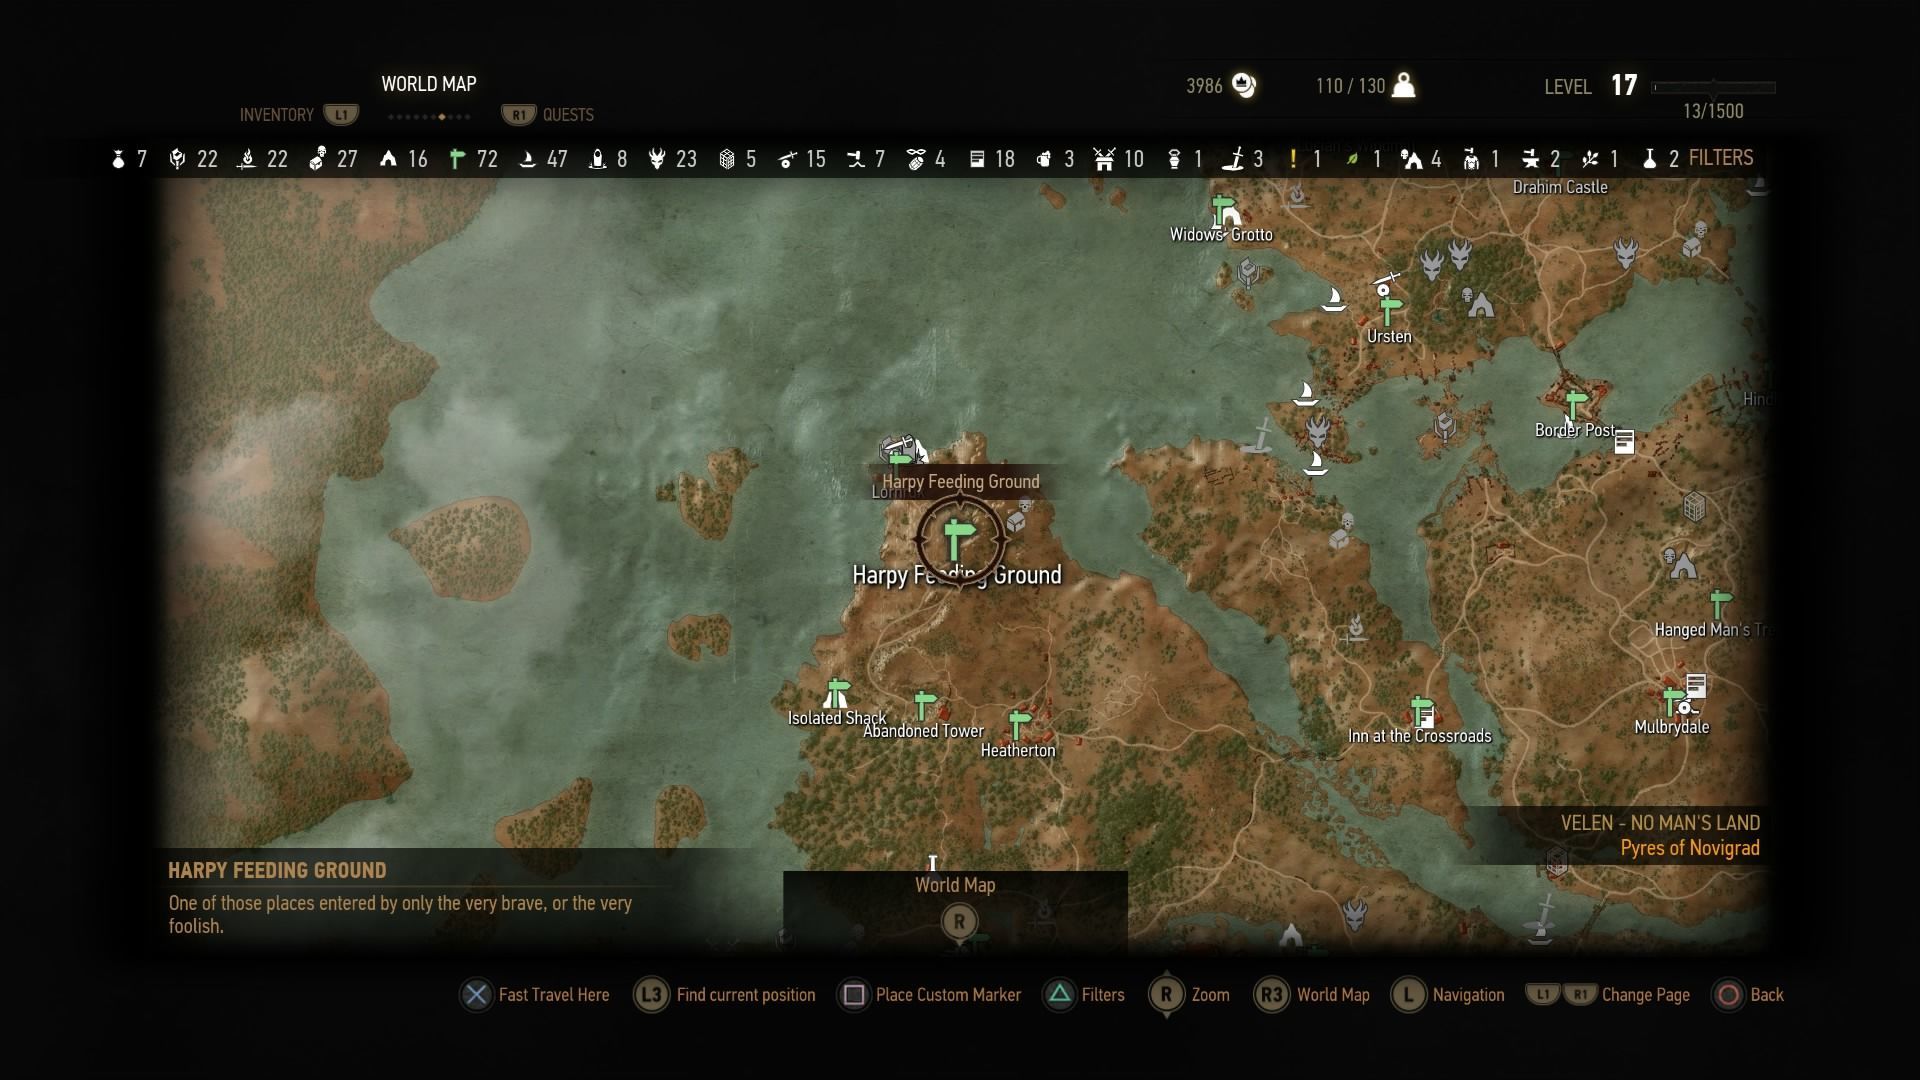 WORLD MAP
3986
110 / 130
LEVEL 17
INVENTORY L1
R1 QUESTS
13/1500
7 22 22 27 16 72 47 8 23 5 15 7 4 18 3 10 1 3 1 1 4 1 2 1 2 FILTERS
Drahim Castle
Widows' Grotto
Ursten
Hind
Border Post
Harpy Feeding Ground
Harpy Feeding Ground
Hanged Man's Tre
Isolated Shack
Abandoned Tower
Heatherton
Inn at the Crossroads
Mulbrydale
VELEN - NO MAN'S LAND
Pyres of Novigrad
HARPY FEEDING GROUND
One of those places entered by only the very brave, or the very
foolish.
World Map
R
Fast Travel Here L3 Find current position Place Custom Marker Filters R Zoom R3 World Map L Navigation L1 R1 Change Page Back